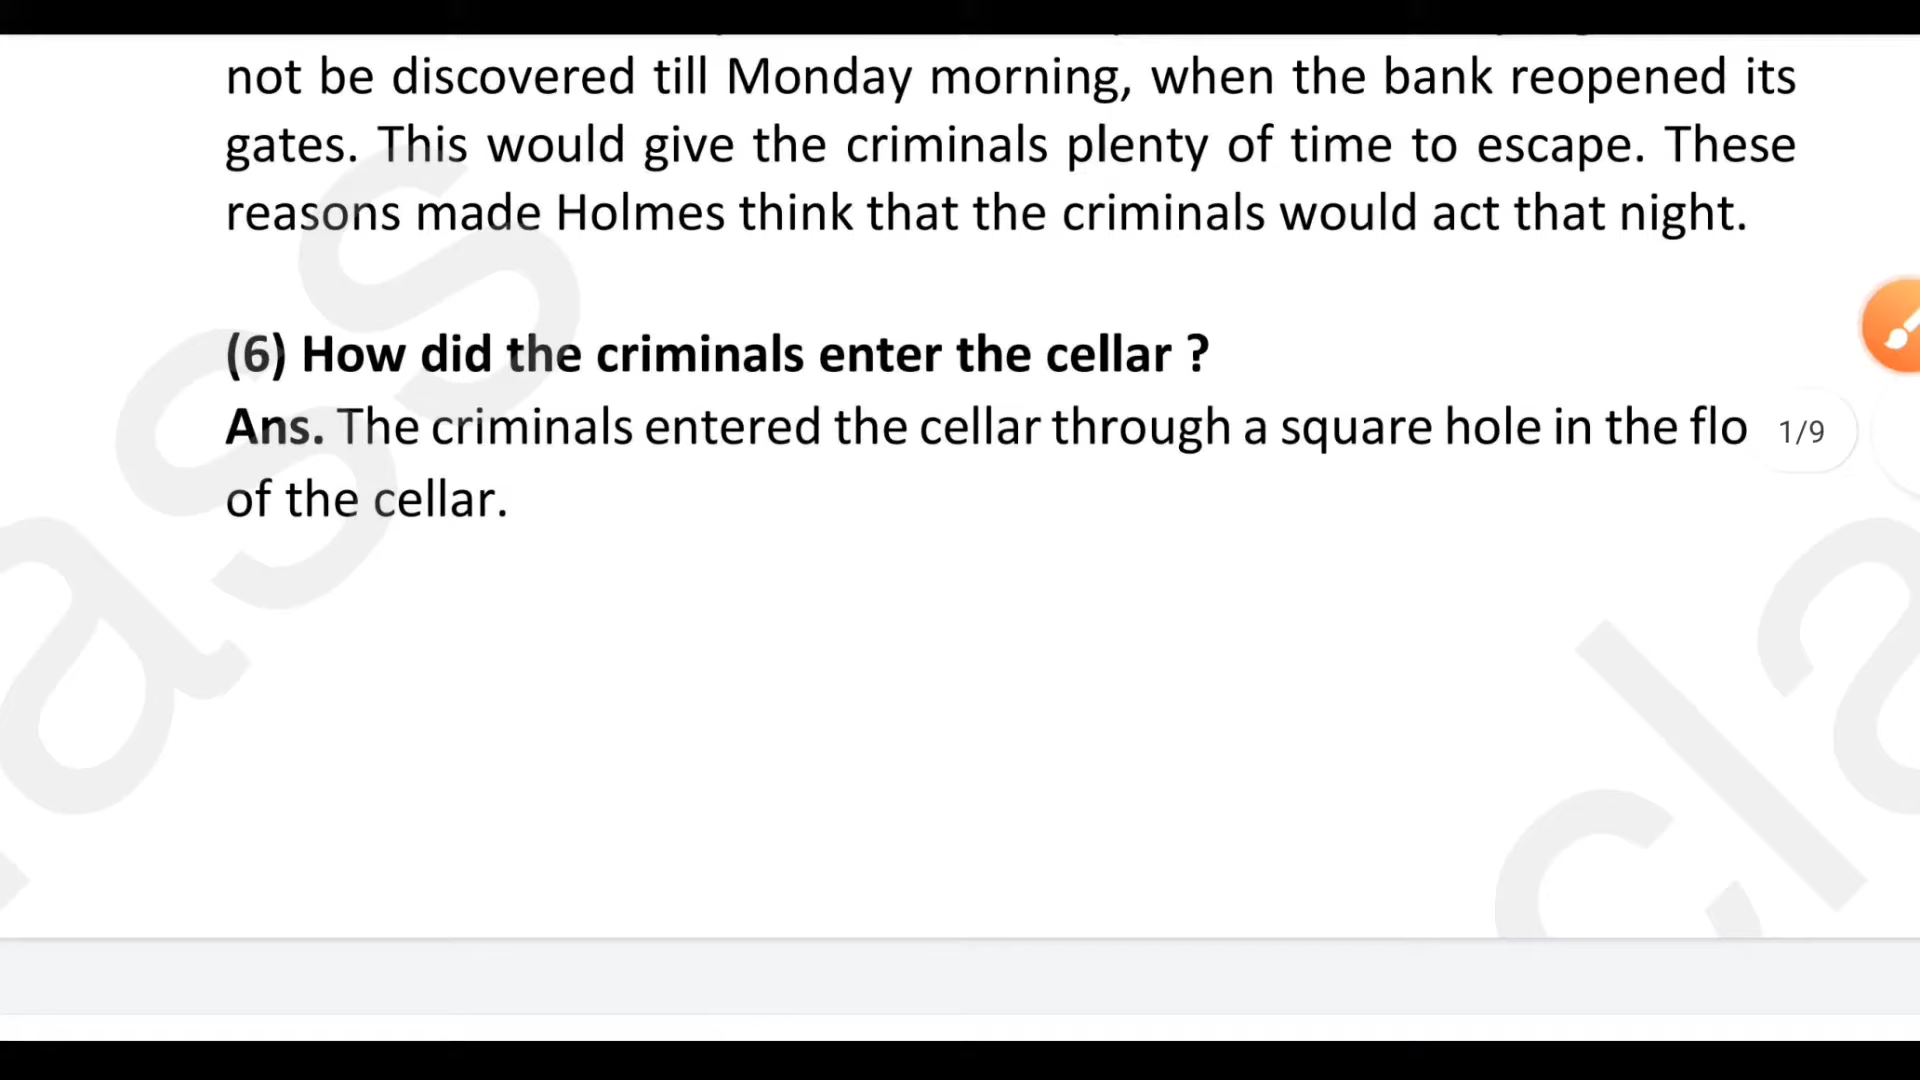 not be discovered till Monday morning, when the bank reopened its
gates. This would give the criminals plenty of time to escape. These
reasons made Holmes think that the criminals would act that night.
(6) How did the criminals enter the cellar ?
Ans. The criminals entered the cellar through a square hole in the flo
1/9
of the cellar.
ass
cla